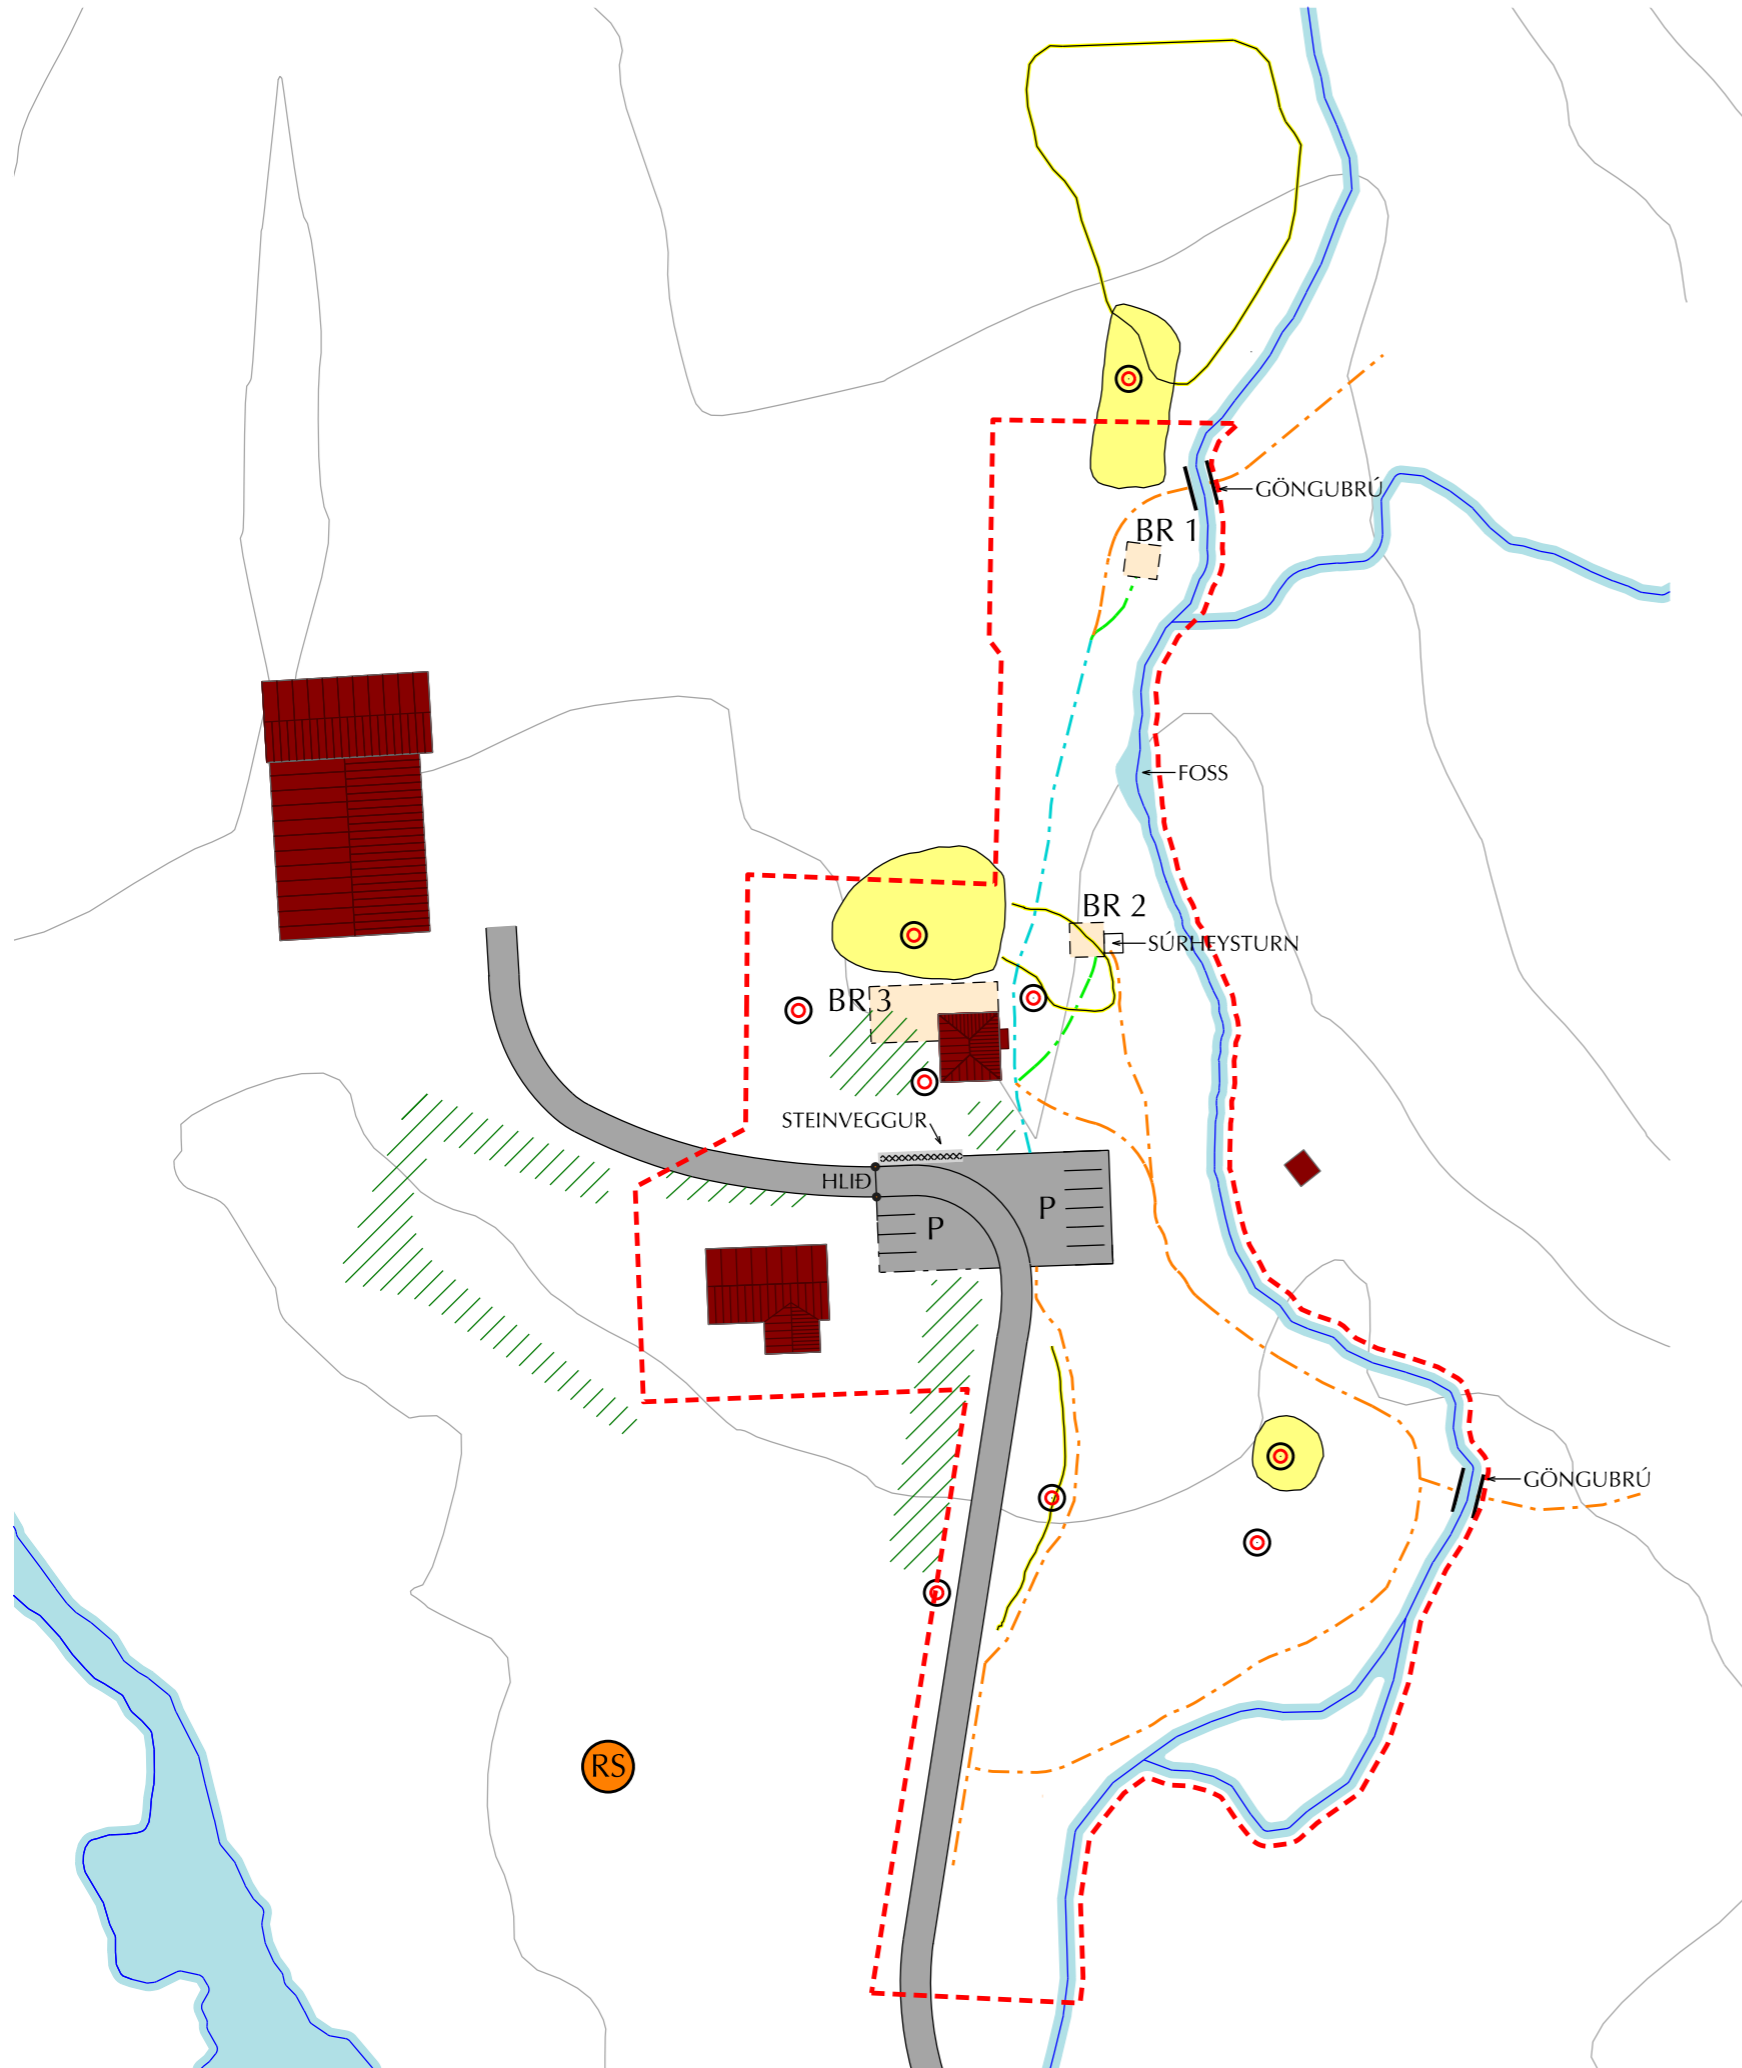 GÖNGUBRÚ
BR 1
FOSS
BR 2
SÚRHEYSTURN
BR 3
STEINVEGGUR
HLIÐ
P
P
GÖNGUBRÚ
RS